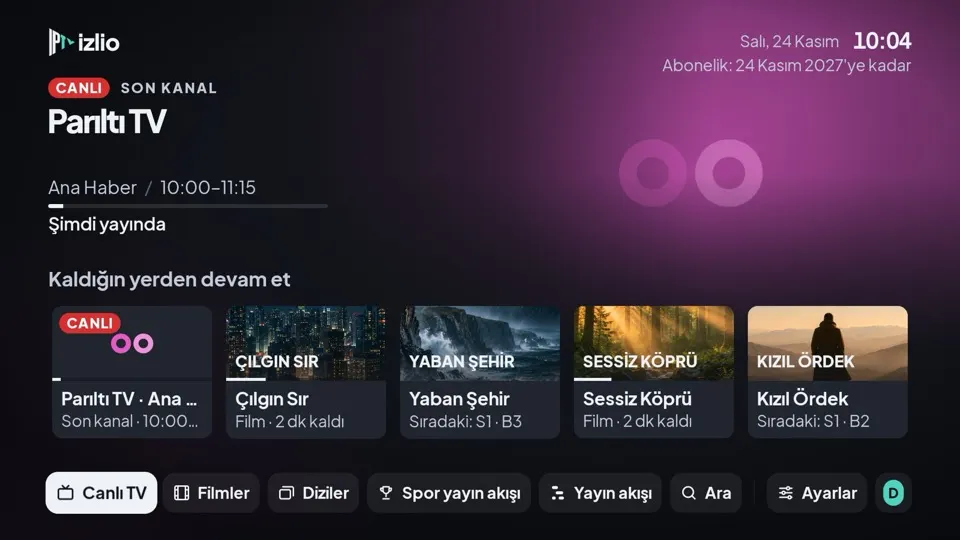 izlio
Salı, 24 Kasım 10:04
Abonelik: 24 Kasım 2027'ye kadar
CANLI SON KANAL
Parıltı TV
Ana Haber / 10:00–11:15
Şimdi yayında
Kaldığın yerden devam et
CANLI
Parıltı TV · Ana ...
Son kanal · 10:00...
ÇILGIN SIR
Çılgın Sır
Film · 2 dk kaldı
YABAN ŞEHİR
Yaban Şehir
Sıradaki: S1 · B3
SESSİZ KÖPRÜ
Sessiz Köprü
Film · 2 dk kaldı
KIZIL ÖRDEK
Kızıl Ördek
Sıradaki: S1 · B2
Canlı TV
Filmler
Diziler
Spor yayın akışı
Yayın akışı
Ara
Ayarlar
D